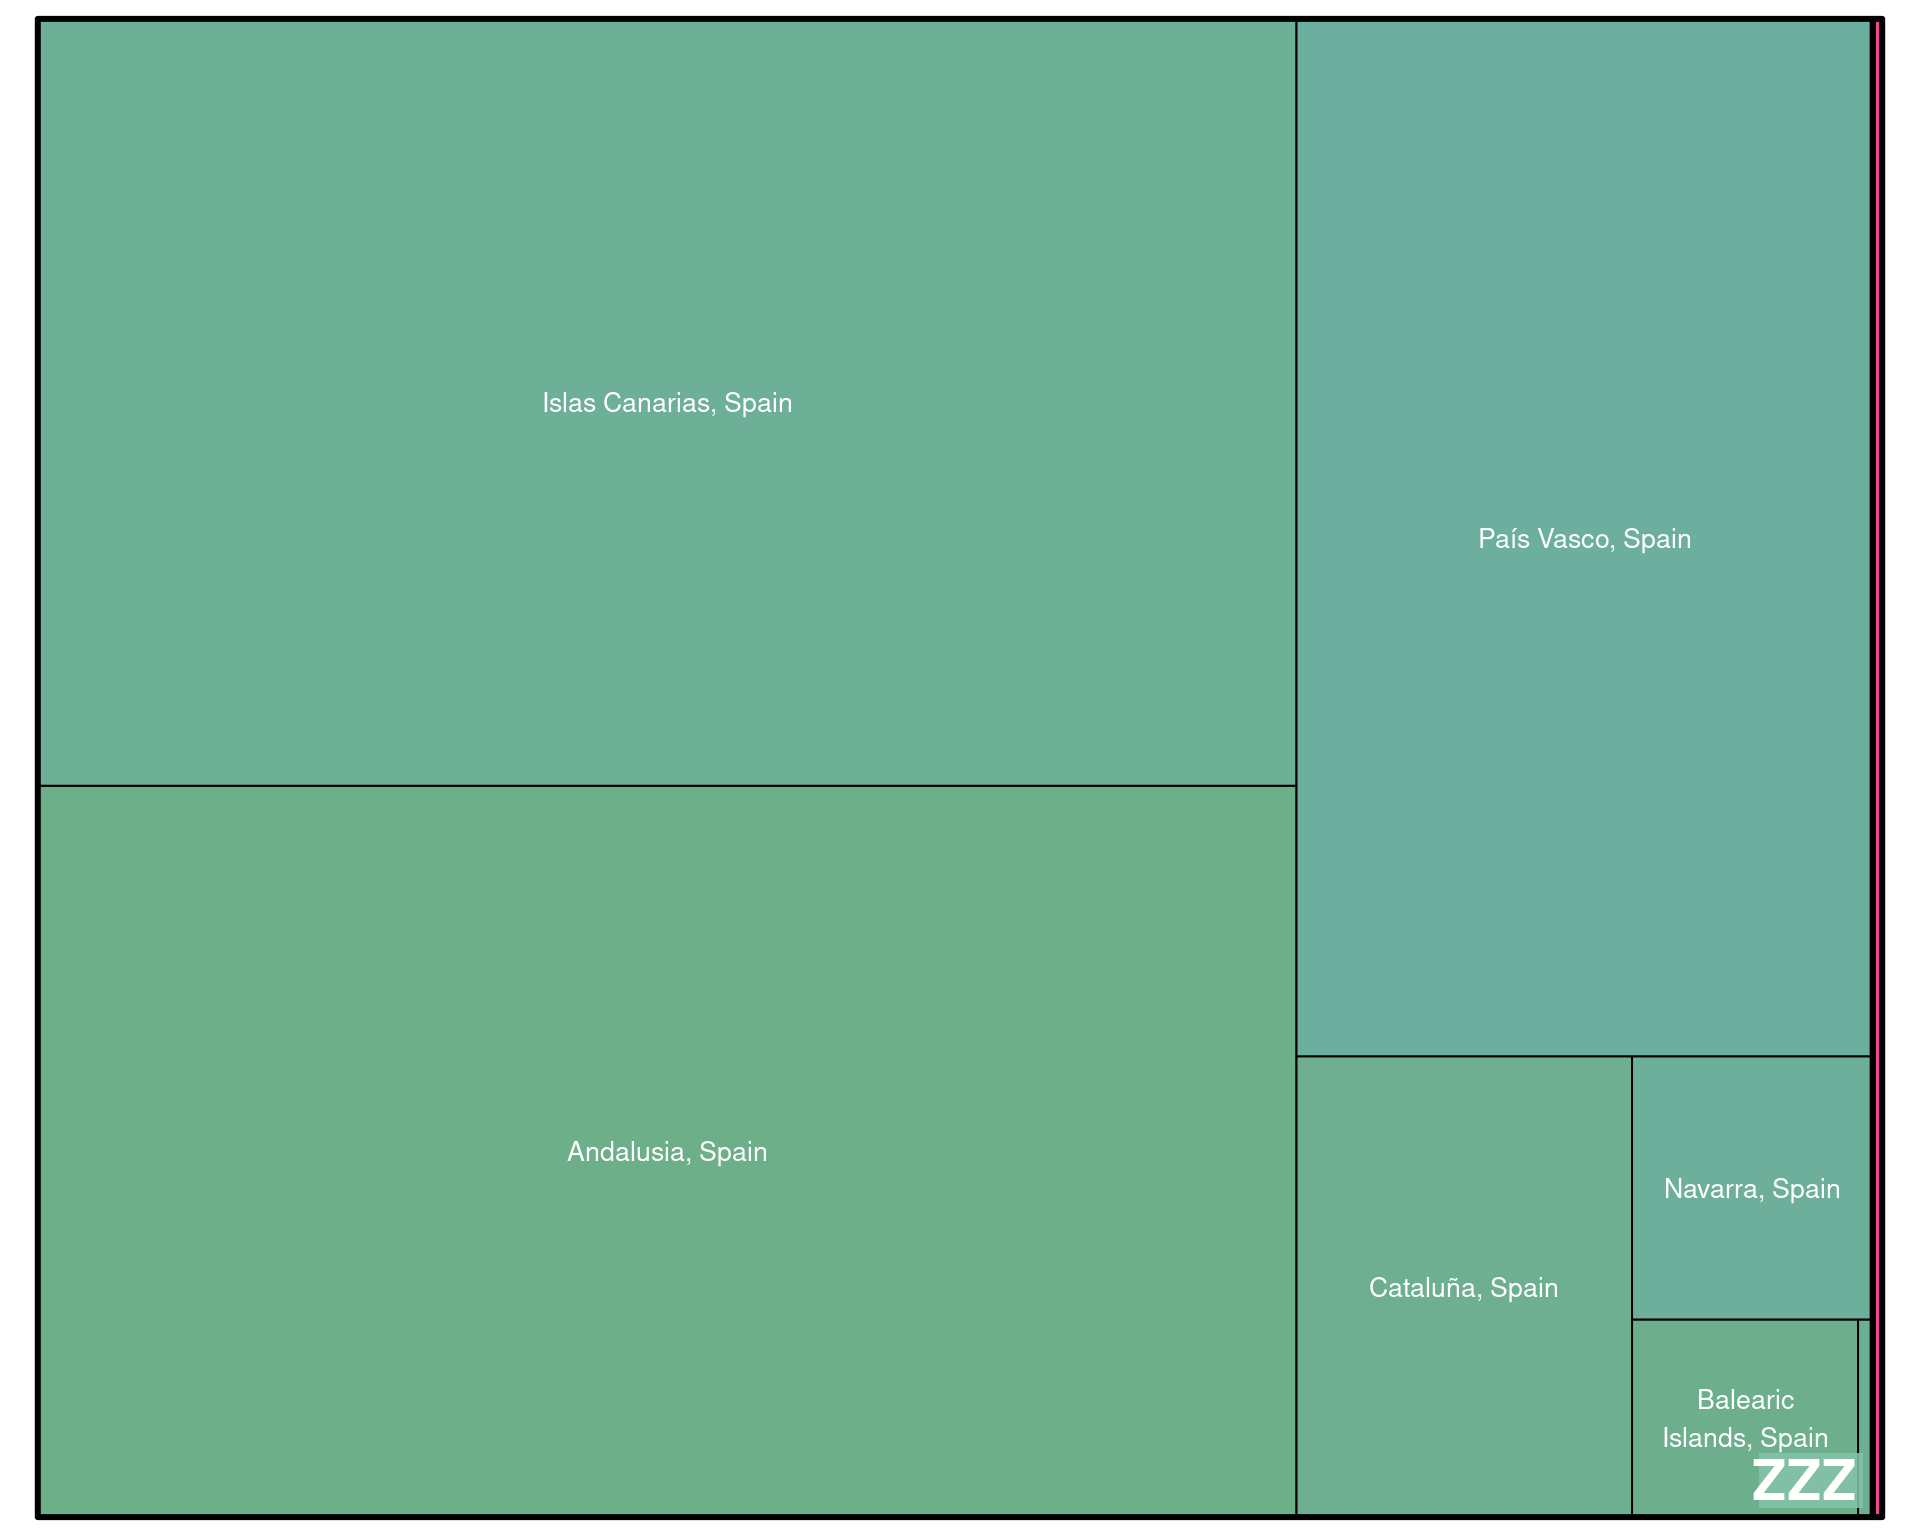 Islas Canarias, Spain
País Vasco, Spain
Andalusia, Spain
Cataluña, Spain
Navarra, Spain
Balearic
Islands, Spain
ZZZ